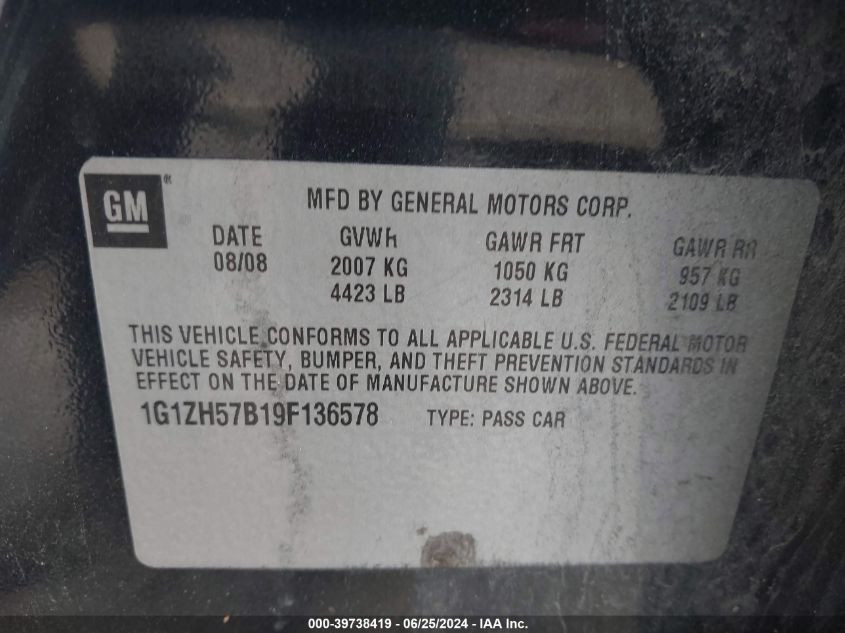 GM®
MFD BY GENERAL MOTORS CORP.
DATE GVWR GAWR FRT GAWR RR
08/08 2007 KG 1050 KG 957 KG
4423 LB 2314 LB 2109 LB
THIS VEHICLE CONFORMS TO ALL APPLICABLE U.S. FEDERAL MOTOR
VEHICLE SAFETY, BUMPER, AND THEFT PREVENTION STANDARDS IN
EFFECT ON THE DATE OF MANUFACTURE SHOWN ABOVE.
1G1ZH57B19F136578 TYPE: PASS CAR
000-39738419 - 06/25/2024 - IAA Inc.